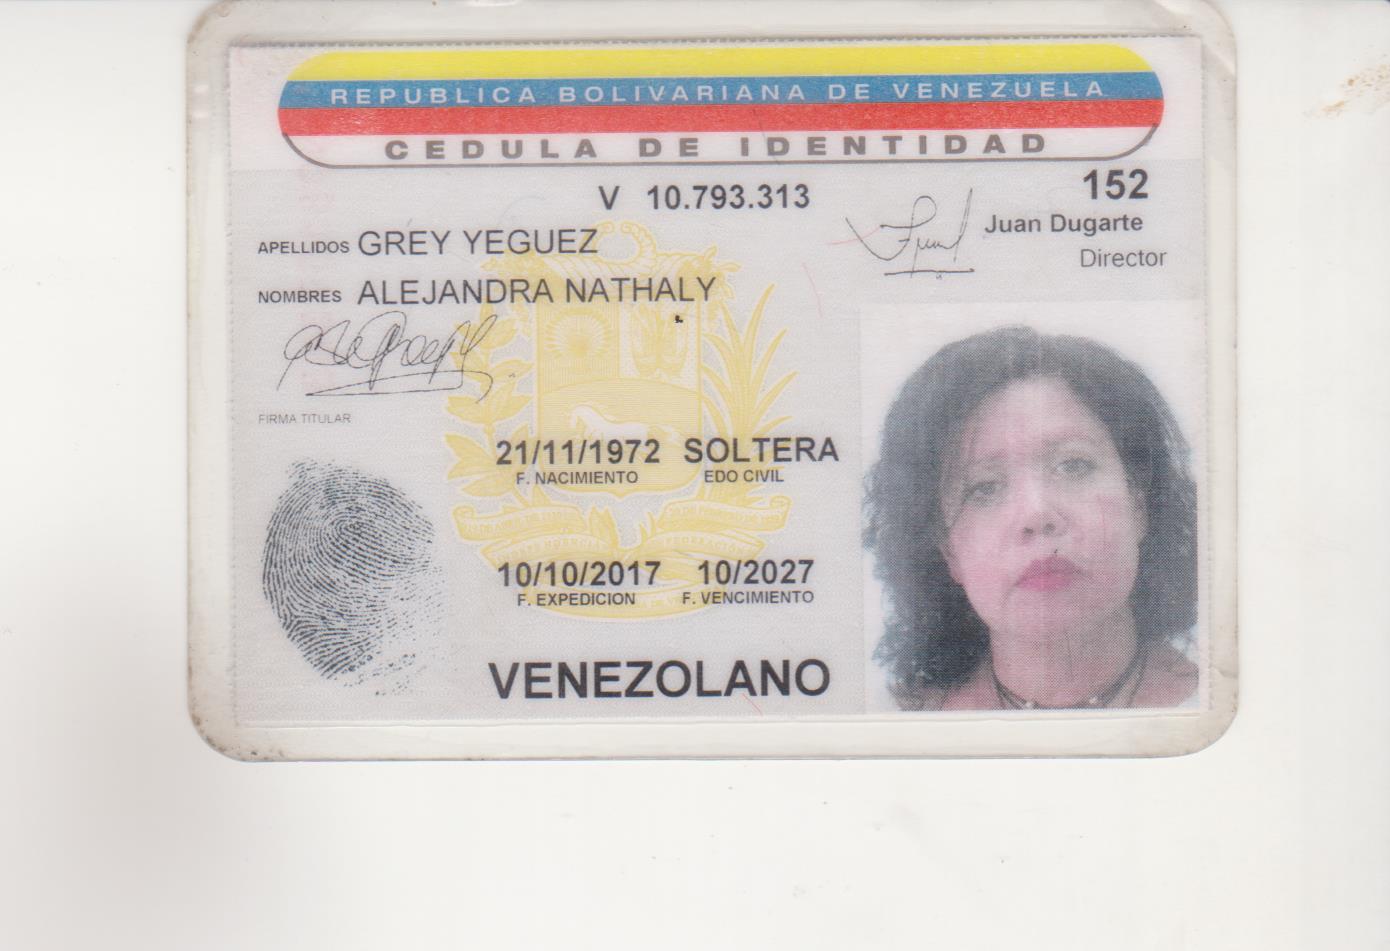 REPUBLICA BOLIVARIANA DE VENEZUELA
CEDULA DE IDENTIDAD
V 10.793.313
152
Juan Dugarte
Director
APELLIDOS GREY YEGUEZ
NOMBRES ALEJANDRA NATHALY
FIRMA TITULAR
21/11/1972 SOLTERA
F. NACIMIENTO EDO CIVIL
10/10/2017 10/2027
F. EXPEDICION F. VENCIMIENTO
VENEZOLANO